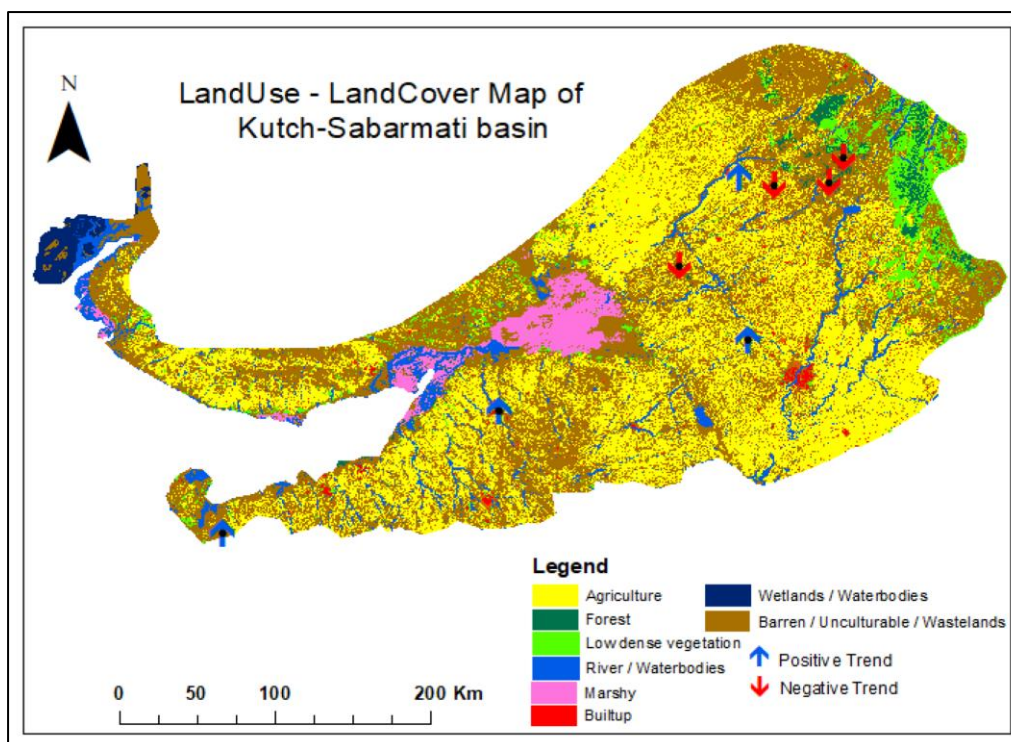 LandUse - LandCover Map of
Kutch-Sabarmati basin
N
Legend
Agriculture
Forest
Lowdense vegetation
River / Waterbodies
Marshy
Builtup
Wetlands / Waterbodies
Barren / Unculturable / Wastelands
Positive Trend
Negative Trend
0 50 100 200 Km